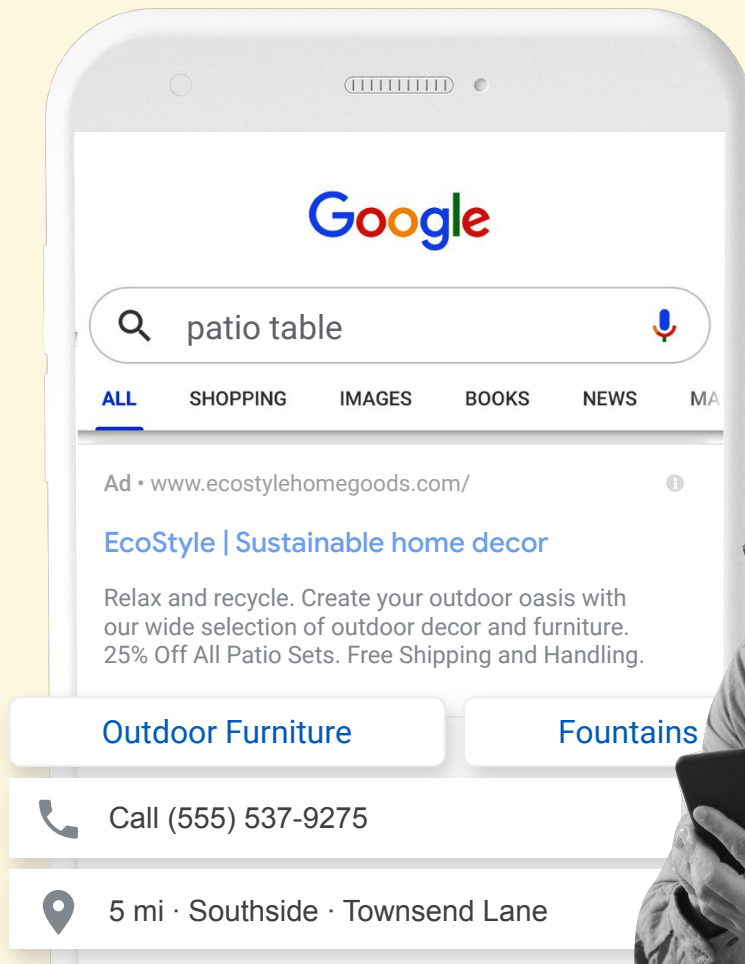 Google
patio table
ALL SHOPPING IMAGES BOOKS NEWS MA
Ad • www.ecostylehomegoods.com/
EcoStyle | Sustainable home decor
Relax and recycle. Create your outdoor oasis with
our wide selection of outdoor decor and furniture.
25% Off All Patio Sets. Free Shipping and Handling.
Outdoor Furniture Fountains
Call (555) 537-9275
5 mi · Southside · Townsend Lane